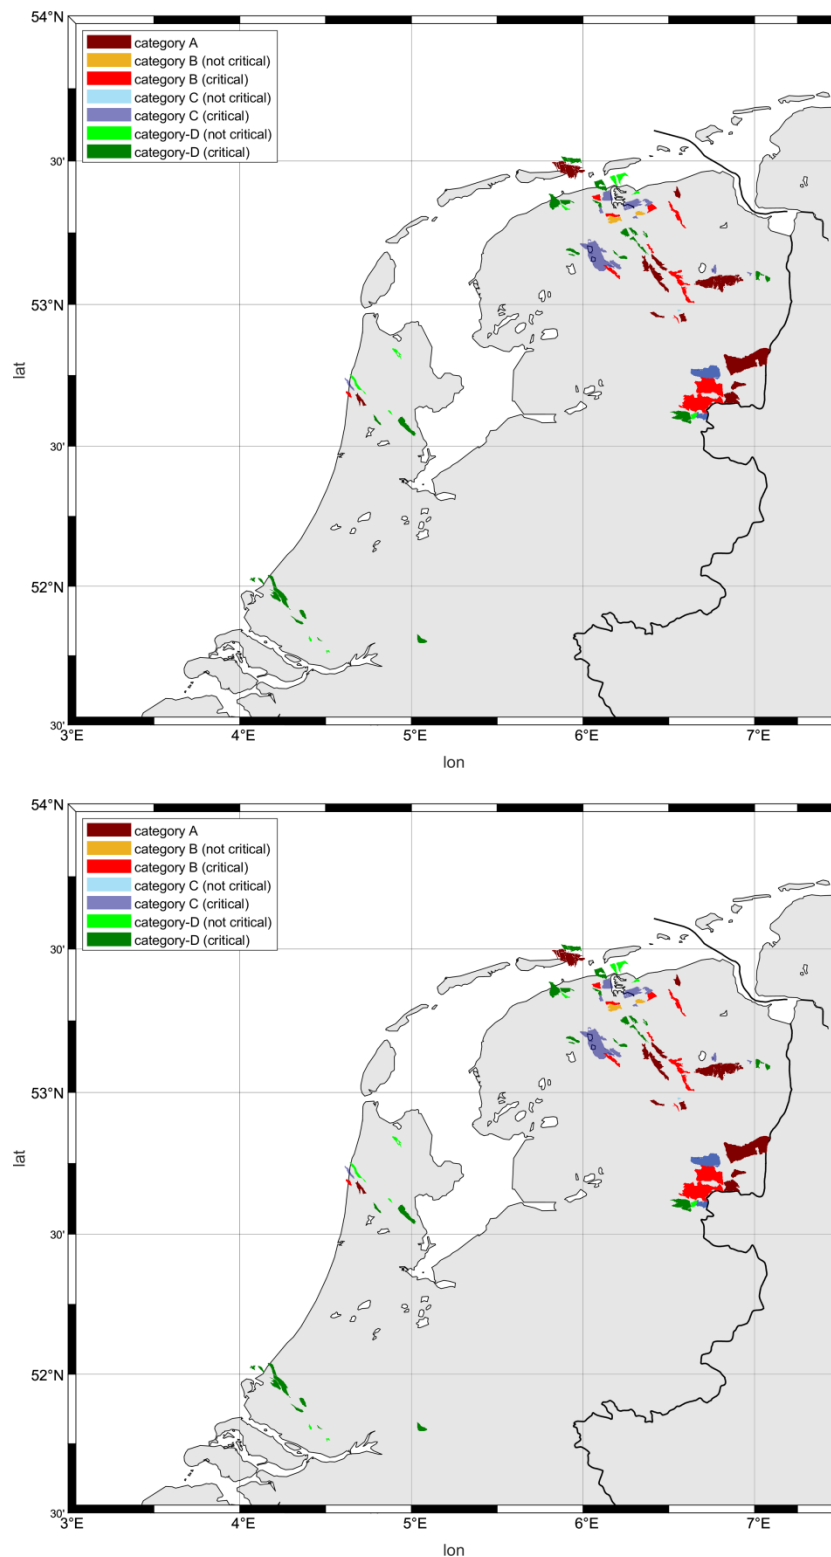 54°N
category A
category B (not critical)
category B (critical)
category C (not critical)
category C (critical)
category-D (not critical)
category-D (critical)
30'
53°N
lat
30'
52°N
30'
3°E
4°E
5°E
6°E
7°E
lon
54°N
category A
category B (not critical)
category B (critical)
category C (not critical)
category C (critical)
category-D (not critical)
category-D (critical)
30'
53°N
lat
30'
52°N
30'
3°E
4°E
5°E
6°E
7°E
lon